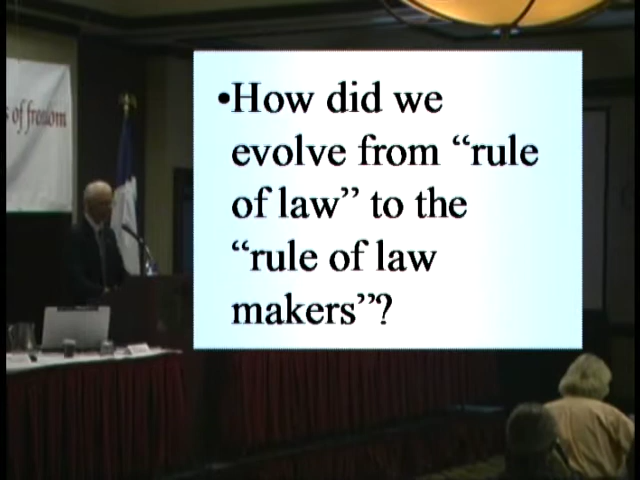 s of freedom
•How did we
evolve from “rule
of law” to the
“rule of law
makers”?